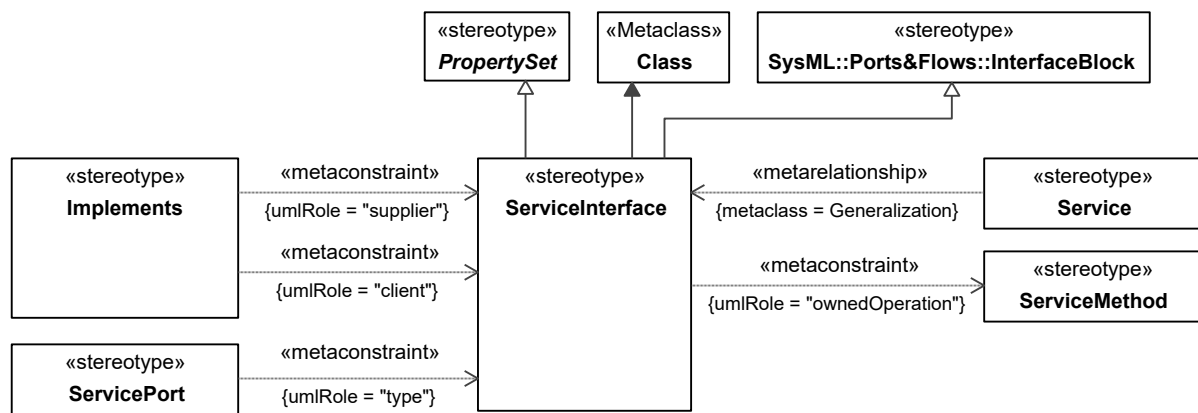 «stereotype»
PropertySet
«Metaclass»
Class
«stereotype»
SysML::Ports&Flows::InterfaceBlock
«stereotype»
Implements
«metaconstraint»
{umlRole = "supplier"}
«metaconstraint»
{umlRole = "client"}
«stereotype»
ServicePort
«metaconstraint»
{umlRole = "type"}
«stereotype»
ServiceInterface
«metarelationship»
{metaclass = Generalization}
«stereotype»
Service
«metaconstraint»
{umlRole = "ownedOperation"}
«stereotype»
ServiceMethod